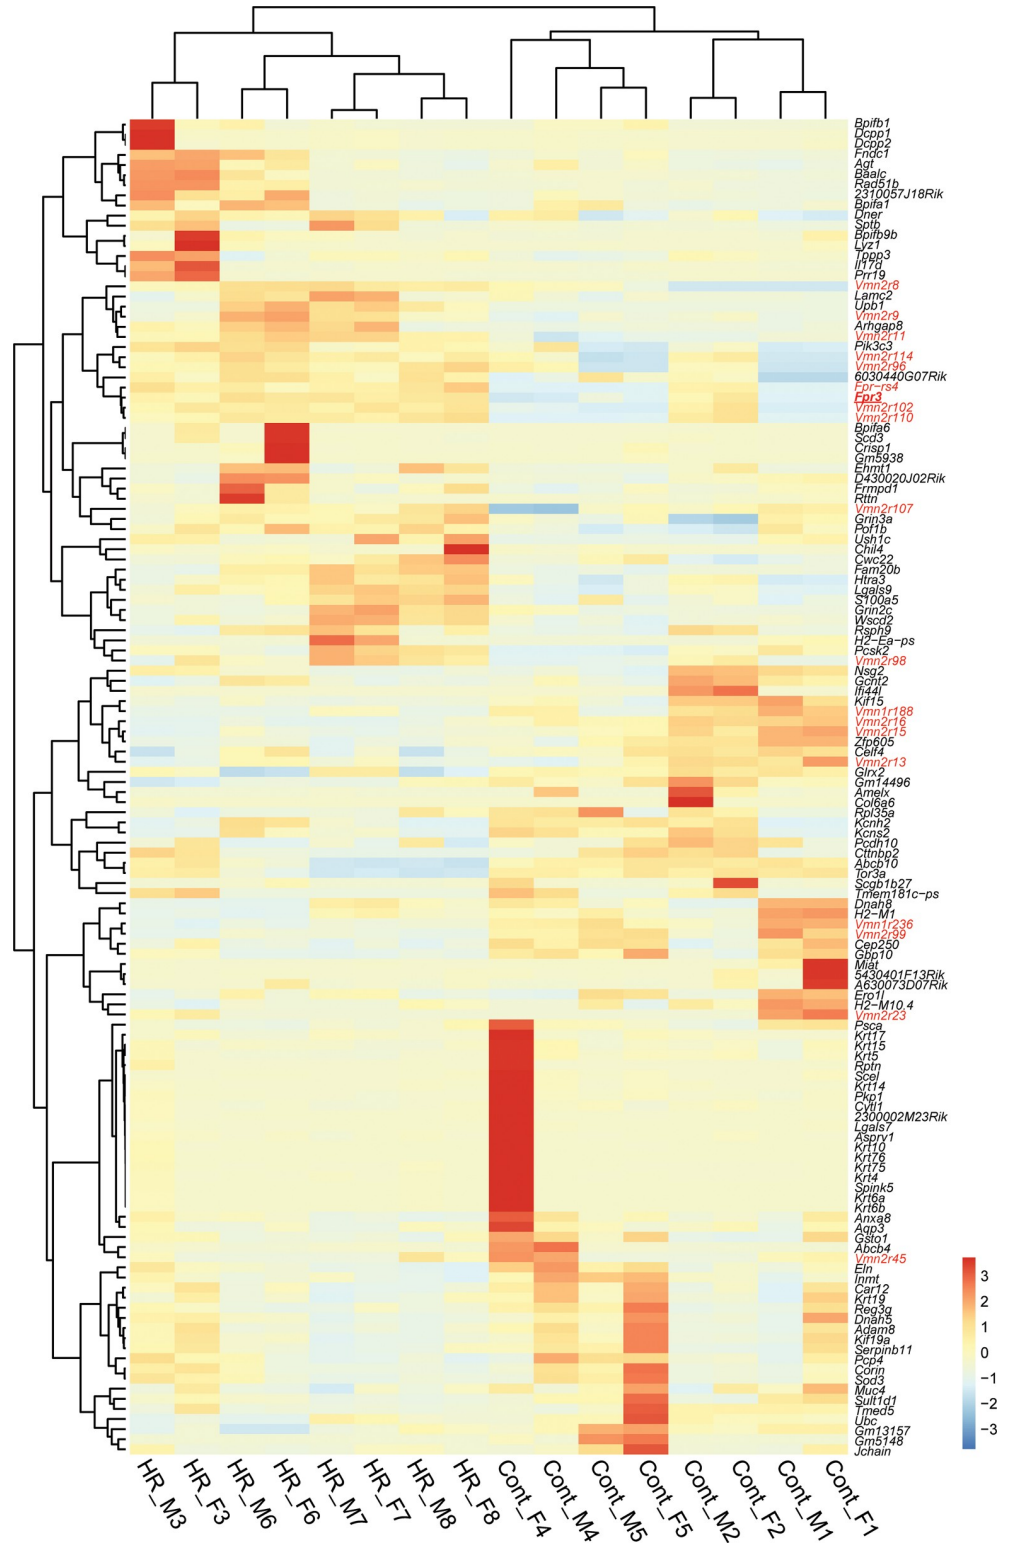 Bpifb1
Dcpp1
Dcpp2
Fndc1
Agt
Baalc
Rad51b
2310057J18Rik
Bpifa1
Dner
Sptb
Bpifb9b
Lyz1
Tppp3
Il17d
Prr19
Vmn2r8
Lamc2
Upb1
Vmn2r9
Arhgap8
Vmn2r11
Pik3c3
Vmn2r114
Vmn2r96
6030440G07Rik
Fpr-rs4
Fpr3
Vmn2r102
Vmn2r110
Bpifa6
Scd3
Crisp1
Gm5938
Ehmt1
D430020J02Rik
Frmpd1
Rttn
Vmn2r107
Grin3a
Pof1b
Ush1c
Chil4
Cwc22
Fam20b
Htra3
Lgals9
S100a5
Grin2c
Wscd2
Rsph9
H2-Ea-ps
Pcsk2
Vmn2r98
Nsg2
Gcnt2
Ifi44l
Kif15
Vmn1r188
Vmn2r16
Vmn2r15
Zfp605
Celf4
Vmn2r13
Glrx2
Gm14496
Amelx
Col6a6
Rpl35a
Kcnh2
Kcns2
Pcdh10
Cttnbp2
Abcb10
Tor3a
Scgb1b27
Tmem181c-ps
Dnah8
H2-M1
Vmn1r236
Vmn2r99
Cep250
Gbp10
Miat
5430401F13Rik
A630073D07Rik
Ero1l
H2-M10.4
Vmn2r23
Psca
Krt17
Krt15
Krt5
Rptn
Scel
Krt14
Pkp1
Cytl1
2300002M23Rik
Lgals7
Asprv1
Krt10
Krt76
Krt75
Krt4
Spink5
Krt6a
Krt6b
Anxa8
Aqp3
Gsto1
Abcb4
Vmn2r45
Eln
Inmt
Car12
Krt19
Reg3g
Dnah5
Adam8
Kif19a
Serpinb11
Pcp4
Corin
Sod3
Muc4
Sult1d1
Tmed5
Ubc
Gm13157
Gm5148
Jchain
3
2
1
0
−1
−2
−3
HR_M3 HR_F3 HR_M6 HR_F6 HR_M7 HR_F7 HR_M8 HR_F8 Cont_F4 Cont_M4 Cont_M5 Cont_F5 Cont_M2 Cont_F2 Cont_M1 Cont_F1